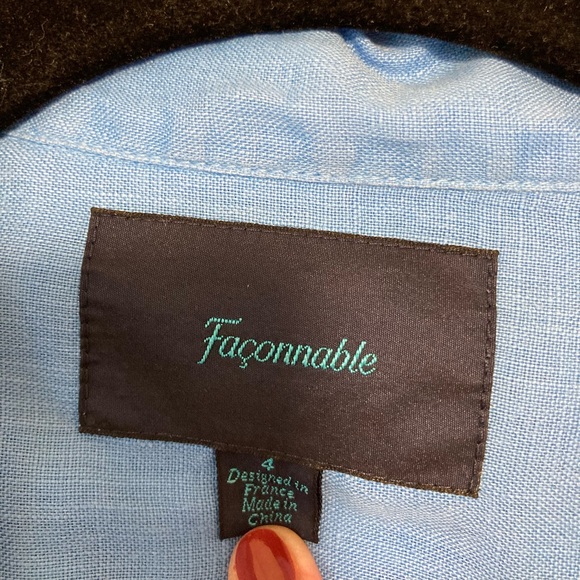 Façonnable
4
Designed in
France
Made in
China